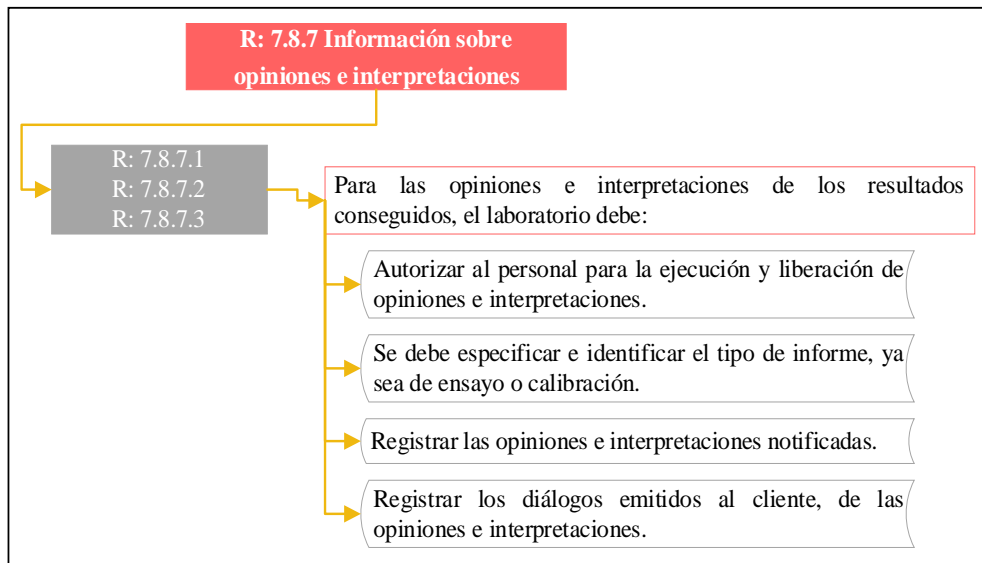 R: 7.8.7 Información sobre
opiniones e interpretaciones
R: 7.8.7.1
R: 7.8.7.2
R: 7.8.7.3
Para las opiniones e interpretaciones de los resultados
conseguidos, el laboratorio debe:
Autorizar al personal para la ejecución y liberación de
opiniones e interpretaciones.
Se debe especificar e identificar el tipo de informe, ya
sea de ensayo o calibración.
Registrar las opiniones e interpretaciones notificadas.
Registrar los diálogos emitidos al cliente, de las
opiniones e interpretaciones.